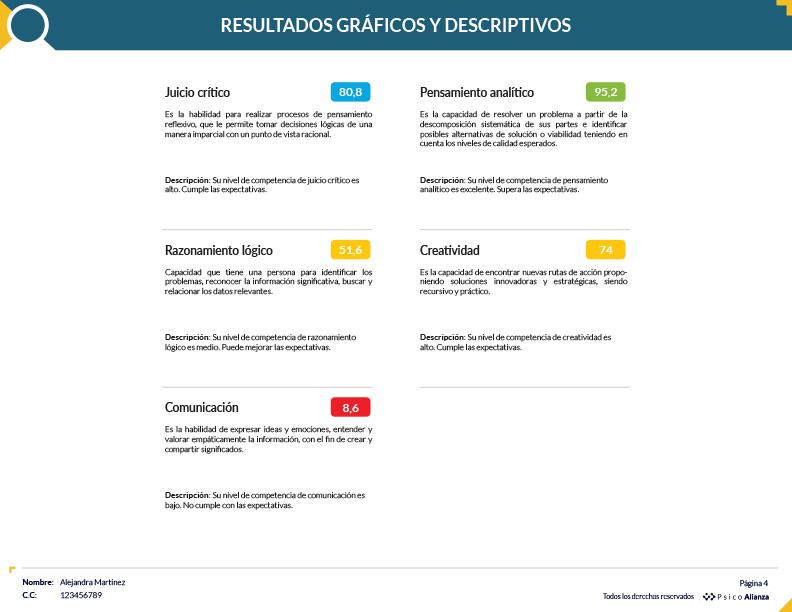 RESULTADOS GRÁFICOS Y DESCRIPTIVOS
Juicio crítico 80,8
Es la habilidad para realizar procesos de pensamiento
reflexivo, que le permite tomar decisiones lógicas de una
manera imparcial con un punto de vista racional.
Descripción: Su nivel de competencia de juicio crítico es
alto. Cumple las expectativas.
Pensamiento analítico 95,2
Es la capacidad de resolver un problema a partir de la
descomposición sistemática de sus partes e identificar
posibles alternativas de solución o viabilidad teniendo en
cuenta los niveles de calidad esperados.
Descripción: Su nivel de competencia de pensamiento
analítico es excelente. Supera las expectativas.
Razonamiento lógico 51,6
Capacidad que tiene una persona para identificar los
problemas, reconocer la información significativa, buscar y
relacionar los datos relevantes.
Descripción: Su nivel de competencia de razonamiento
lógico es medio. Puede mejorar las expectativas.
Creatividad 74
Es la capacidad de encontrar nuevas rutas de acción propo-
niendo soluciones innovadoras y estratégicas, siendo
recursivo y práctico.
Descripción: Su nivel de competencia de creatividad es
alto. Cumple las expectativas.
Comunicación 8,6
Es la habilidad de expresar ideas y emociones, entender y
valorar empáticamente la información, con el fin de crear y
compartir significados.
Descripción: Su nivel de competencia de comunicación es
bajo. No cumple con las expectativas.
Nombre: Alejandra Martinez
C.C: 123456789
Página 4
Todos los derechos reservados Psico Alianza